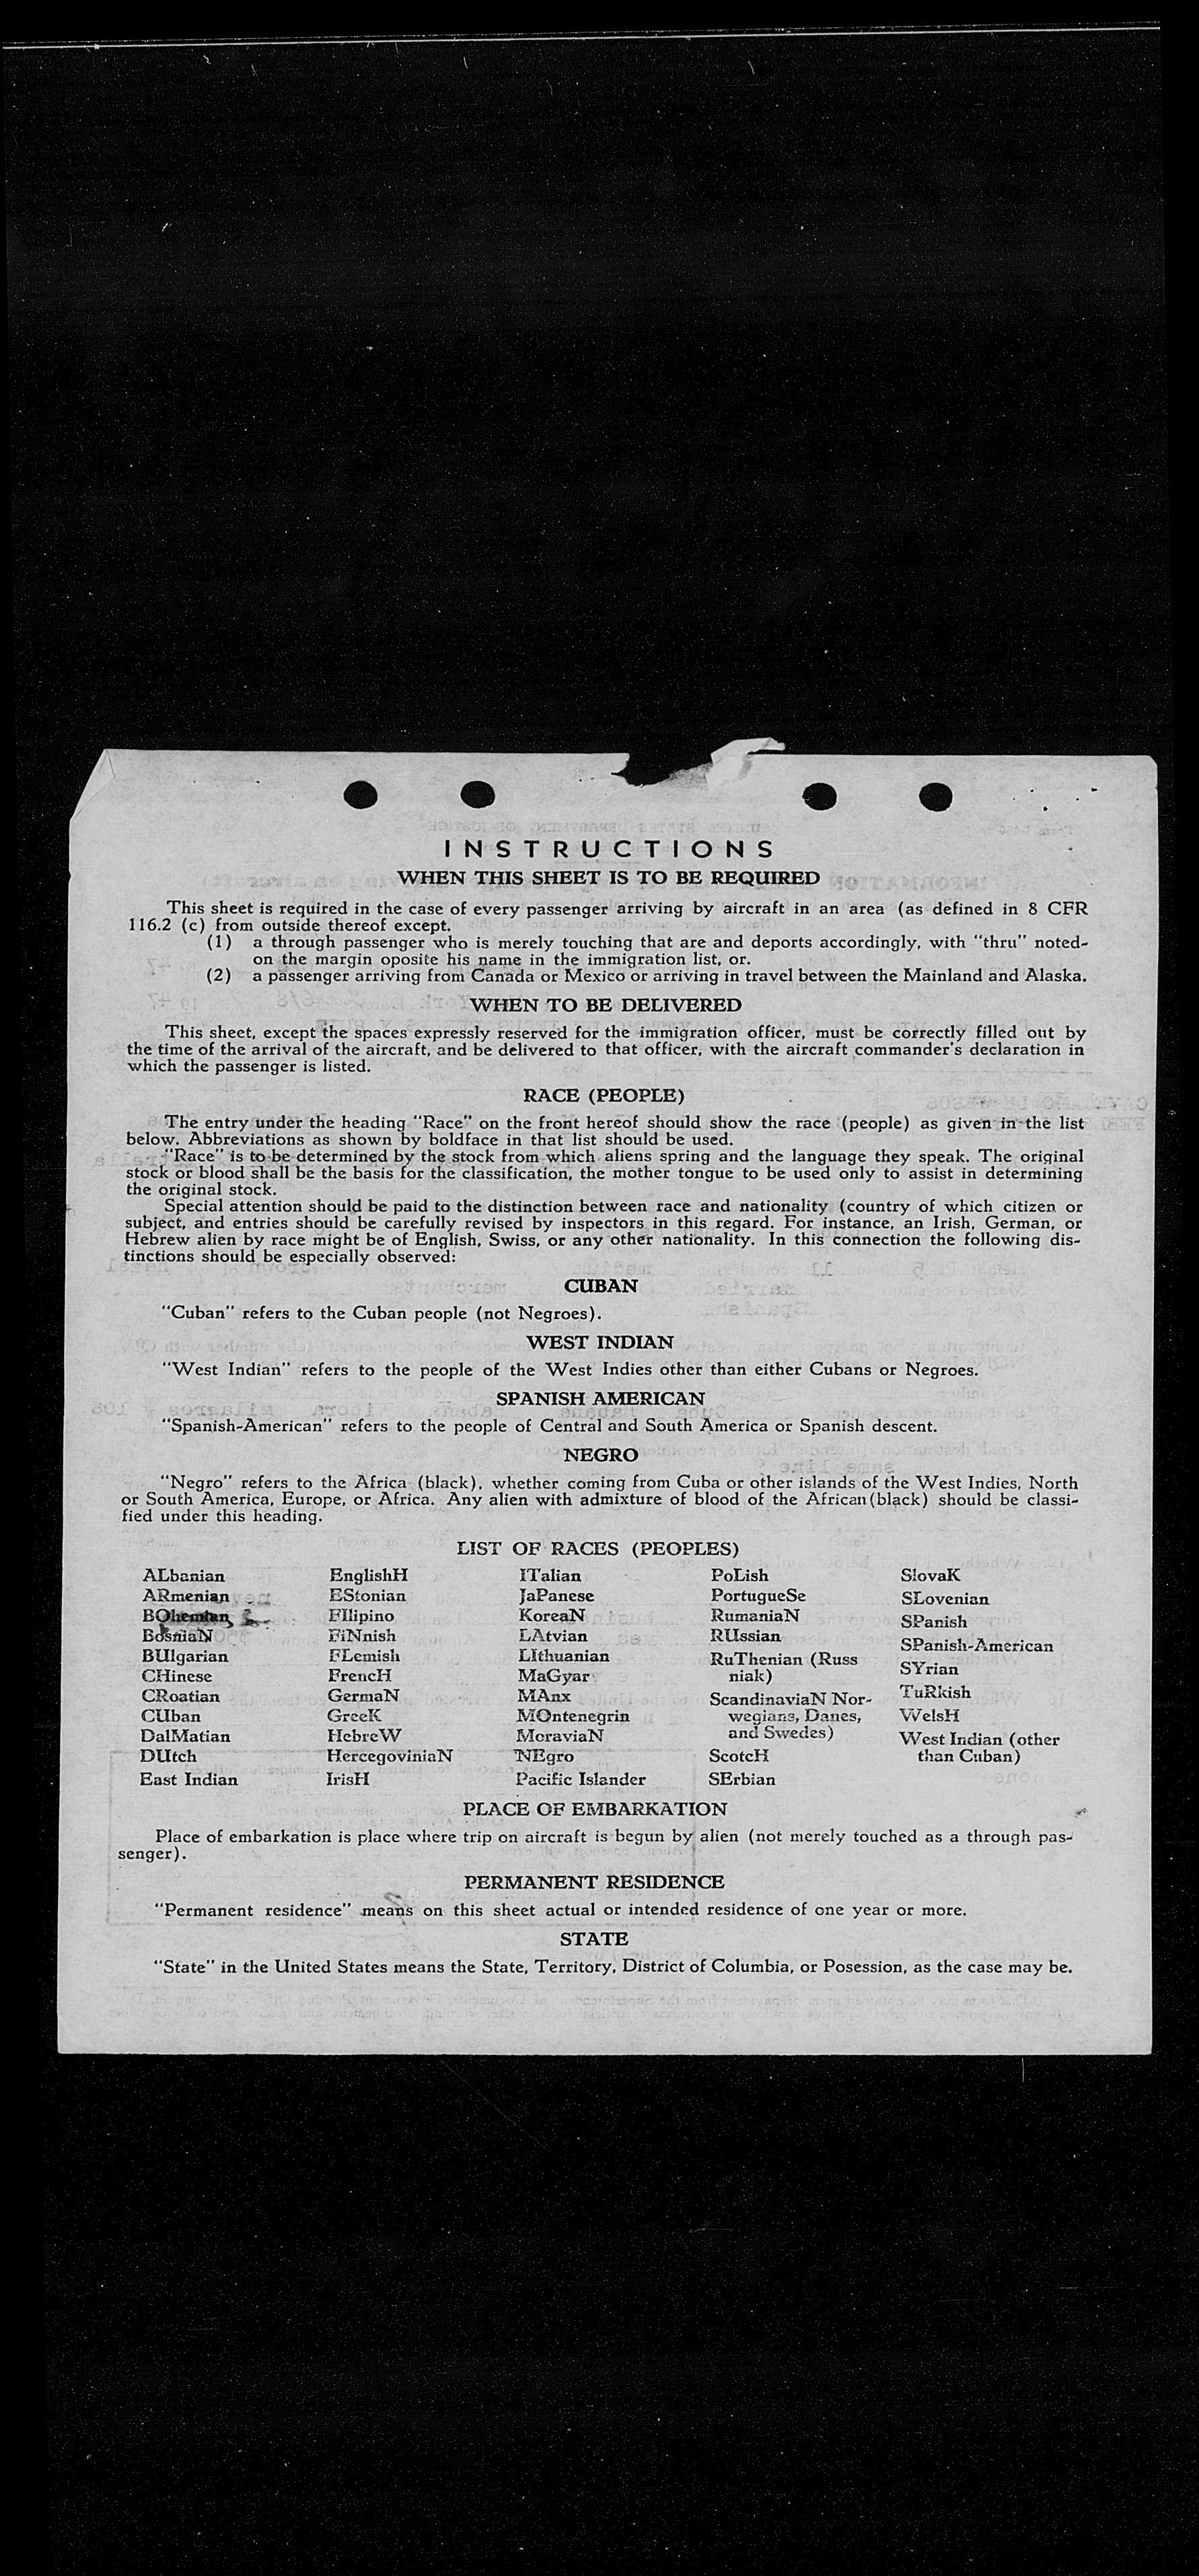 INSTRUCTIONS
WHEN THIS SHEET IS TO BE REQUIRED
This sheet is required in the case of every passenger arriving by aircraft in an area (as defined in 8 CFR
116.2 (c) from outside thereof except.
(1) a through passenger who is merely touching that are and deports accordingly, with "thru" noted-
on the margin oposite his name in the immigration list, or.
(2) a passenger arriving from Canada or Mexico or arriving in travel between the Mainland and Alaska.
WHEN TO BE DELIVERED
This sheet, except the spaces expressly reserved for the immigration officer, must be correctly filled out by
the time of the arrival of the aircraft, and be delivered to that officer, with the aircraft commander's declaration in
which the passenger is listed.
RACE (PEOPLE)
The entry under the heading "Race" on the front hereof should show the race (people) as given in the list
below. Abbreviations as shown by boldface in that list should be used.
"Race" is to be determined by the stock from which aliens spring and the language they speak. The original
stock or blood shall be the basis for the classification, the mother tongue to be used only to assist in determining
the original stock.
Special attention should be paid to the distinction between race and nationality (country of which citizen or
subject, and entries should be carefully revised by inspectors in this regard. For instance, an Irish, German, or
Hebrew alien by race might be of English, Swiss, or any other nationality. In this connection the following dis-
tinctions should be especially observed:
CUBAN
"Cuban" refers to the Cuban people (not Negroes).
WEST INDIAN
"West Indian" refers to the people of the West Indies other than either Cubans or Negroes.
SPANISH AMERICAN
"Spanish-American" refers to the people of Central and South America or Spanish descent.
NEGRO
"Negro" refers to the Africa (black), whether coming from Cuba or other islands of the West Indies, North
or South America, Europe, or Africa. Any alien with admixture of blood of the African (black) should be classi-
fied under this heading.
LIST OF RACES (PEOPLES)
ALbanian
ARmenian
BOhemian
BosniaN
BUlgarian
CHinese
CRoatian
CUban
DalMatian
DUtch
East Indian
EnglisH
EStonian
FIlipino
FiNnish
FLemish
FrencH
GermaN
GreeK
HebreW
HercegoviniaN
IrisH
ITalian
JaPanese
KoreaN
LAtvian
LIthuanian
MaGyar
MAnx
MOntenegrin
MoraviaN
NEgro
Pacific Islander
PoLish
PortugueSe
RumaniaN
RUssian
RuThenian (Russ
niak)
ScandinaviaN Nor-
wegians, Danes,
and Swedes)
ScotcH
SErbian
SlovaK
SLovenian
SPanish
SPanish-American
SYrian
TuRkish
WelsH
West Indian (other
than Cuban)
PLACE OF EMBARKATION
Place of embarkation is place where trip on aircraft is begun by alien (not merely touched as a through pas-
senger).
PERMANENT RESIDENCE
"Permanent residence" means on this sheet actual or intended residence of one year or more.
STATE
"State" in the United States means the State, Territory, District of Columbia, or Posession, as the case may be.